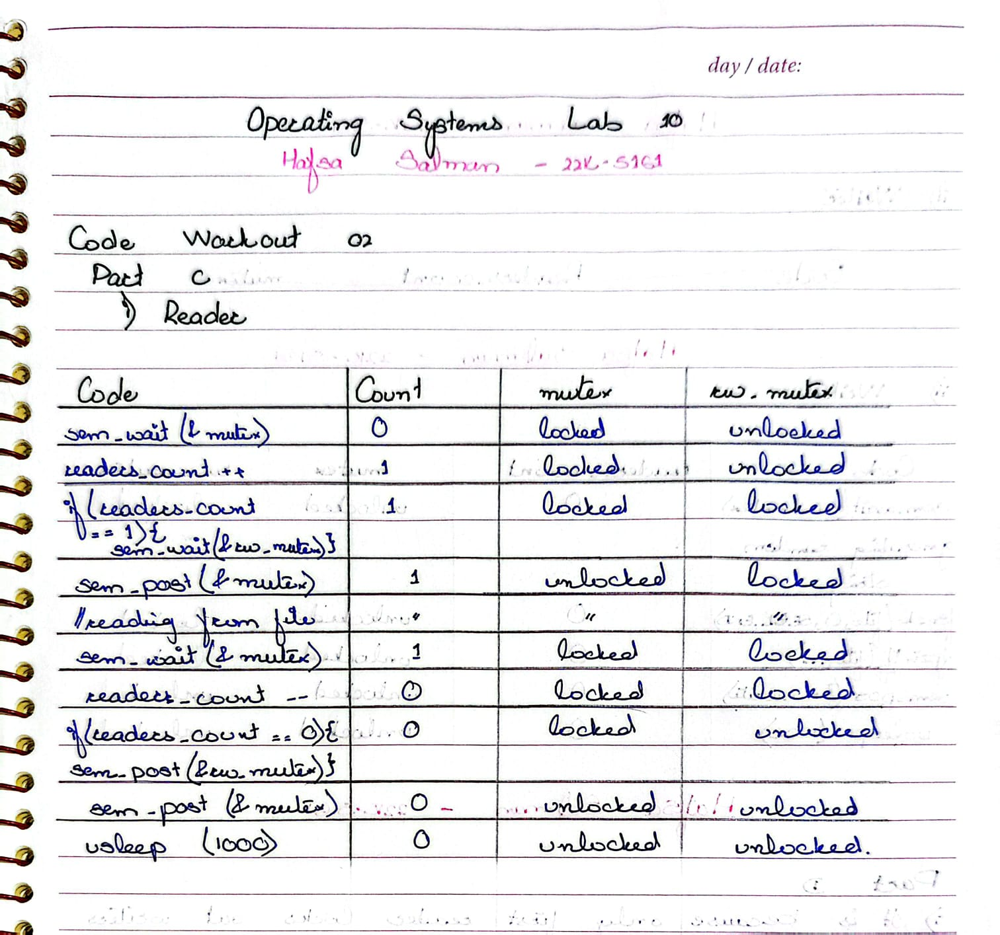 day / date:
Operating Systems Lab 10
Hafsa Salman - 22K-5161
Code Workout 02
Part C
i) Reader
Code Count mutex rw_mutex
sem_wait (& mutex) 0 locked unlocked
readers_count ++ 1 locked unlocked
if (readers_count 1 locked locked
== 1) {
sem_wait(& rw_mutex)}
sem_post (& mutex) 1 unlocked locked
//reading from file " " "
sem_wait (& mutex) 1 locked locked
readers_count -- 0 locked locked
if(readers_count == 0){ 0 locked unlocked
sem_post(&rw_mutex)}
sem_post (& mutex) 0 unlocked unlocked
usleep (1000) 0 unlocked unlocked.